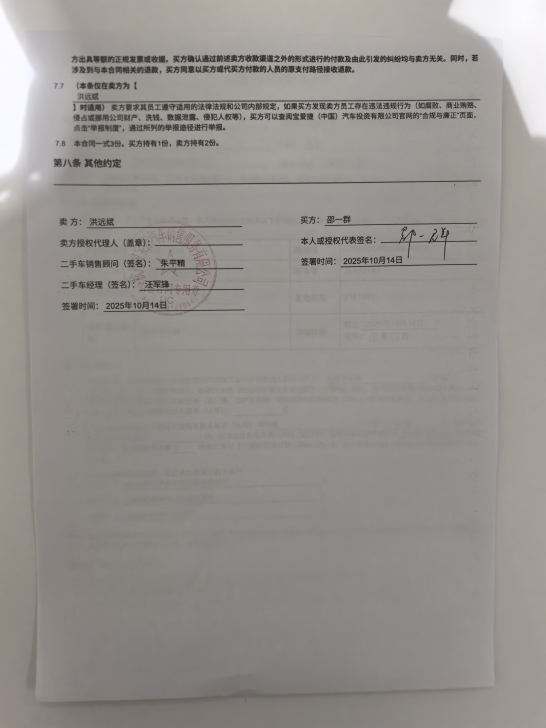 方出具等额的正规发票或收据。买方确认通过前述卖方收款渠道之外的形式进行的付款及由此引发的纠纷均与卖方无关。同时，若
涉及到与本合同相关的退款，买方同意以买方或代买方付款的人员的原支付路径接收退款。
7.7 （本条仅在卖方为【
洪远斌
】时适用）卖方要求其员工遵守适用的法律法规和公司内部规定，如果买方发现卖方员工存在违法违规行为（如腐败、商业贿赂、
侵占或挪用公司财产、洗钱、数据泄露、侵犯人权等），买方可以查阅宝爱捷（中国）汽车投资有限公司官网的“合规与廉正”页面，
点击“举报制度”，通过所列的举报途径进行举报。
7.8 本合同一式3份。买方持有1份，卖方持有2份。
第八条 其他约定
卖 方： 洪远斌
买方： 邵一群
卖方授权代理人（盖章）：
本人或授权代表签名： 邵一群
二手车销售顾问（签名）： 朱平精
签署时间： 2025年10月14日
二手车经理（签名）： 汪军锋
签署时间： 2025年10月14日